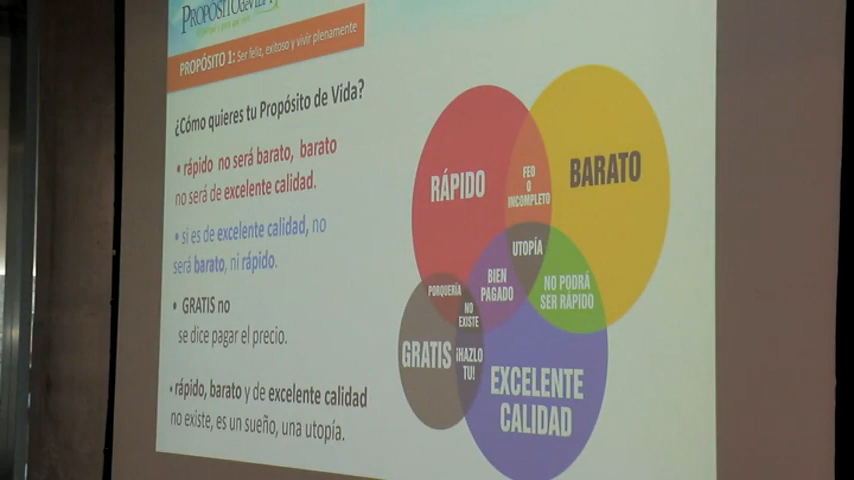 PROPÓSITO DE VIDA
PROPÓSITO 1: Ser feliz, exitoso y vivir plenamente
¿Cómo quieres tu Propósito de Vida?
• rápido no será barato, barato
no será de excelente calidad.
• si es de excelente calidad, no
será barato, ni rápido.
• GRATIS no
se dice pagar el precio.
• rápido, barato y de excelente calidad
no existe, es un sueño, una utopía.
RÁPIDO
FEO
O
INCOMPLETO
BARATO
UTOPÍA
BIEN
PAGADO
NO PODRÁ
SER RÁPIDO
PORQUERÍA
NO
EXISTE
GRATIS
¡HAZLO
TU!
EXCELENTE
CALIDAD